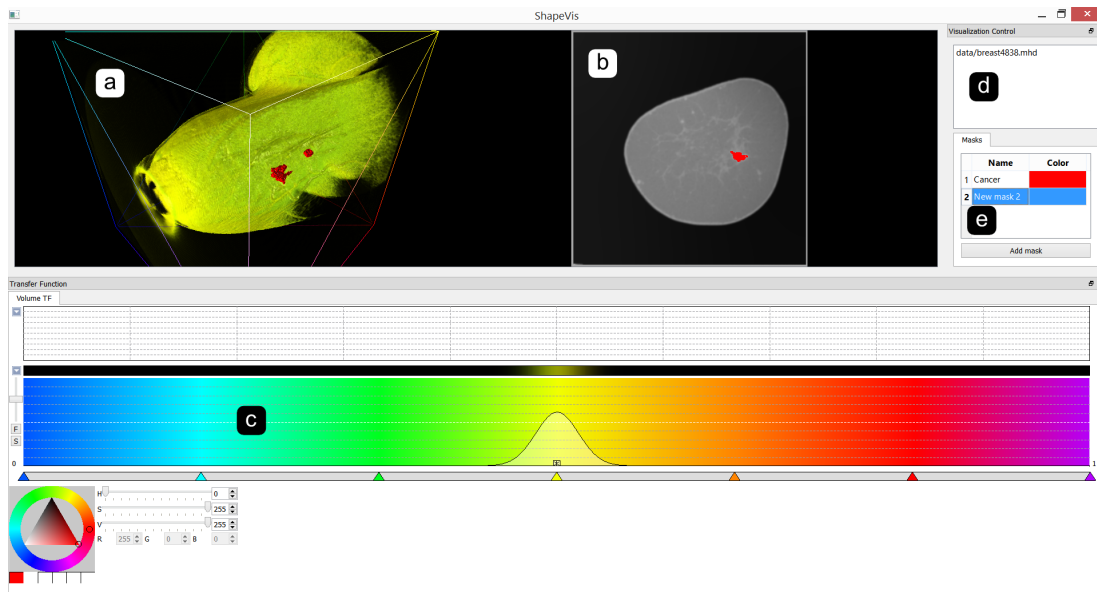 ShapeVis
Visualization Control
a
b
data/breast4838.mhd
d
Masks
Name Color
1 Cancer
2 New mask 2
e
Add mask
Transfer Function
Volume TF
c
F
S
0 1
H 0
S 255
V 255
R 255 G 0 B 0